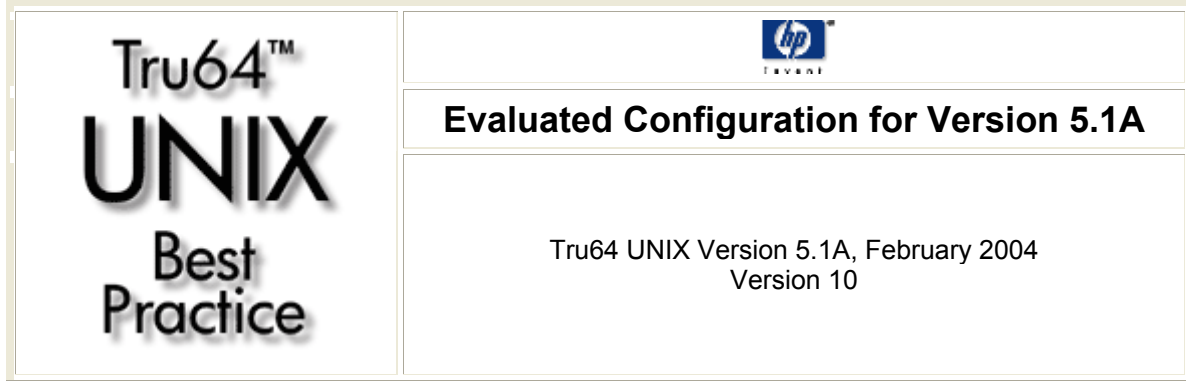 Tru64™
UNIX
Best
Practice
hp
i n v e n t
Evaluated Configuration for Version 5.1A
Tru64 UNIX Version 5.1A, February 2004
Version 10